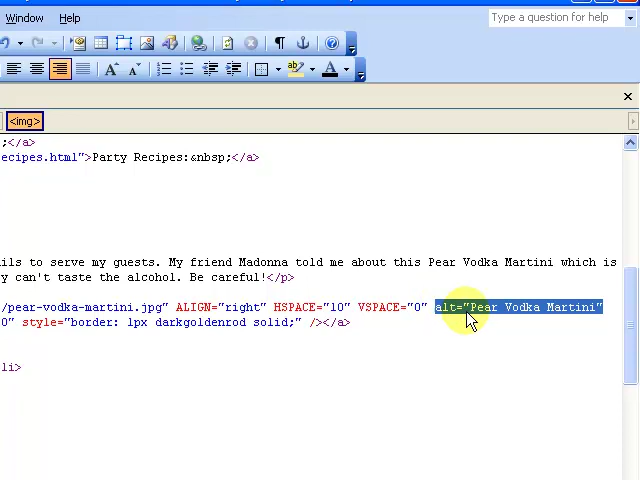 Window Help Type a question for help
<img>
;</a>
ecipes.html">Party Recipes:&nbsp;</a>
ils to serve my guests. My friend Madonna told me about this Pear Vodka Martini which is
y can't taste the alcohol. Be careful!</p>
/pear-vodka-martini.jpg" ALIGN="right" HSPACE="10" VSPACE="0" alt="Pear Vodka Martini"
0" style="border: 1px darkgoldenrod solid;" /></a>
li>